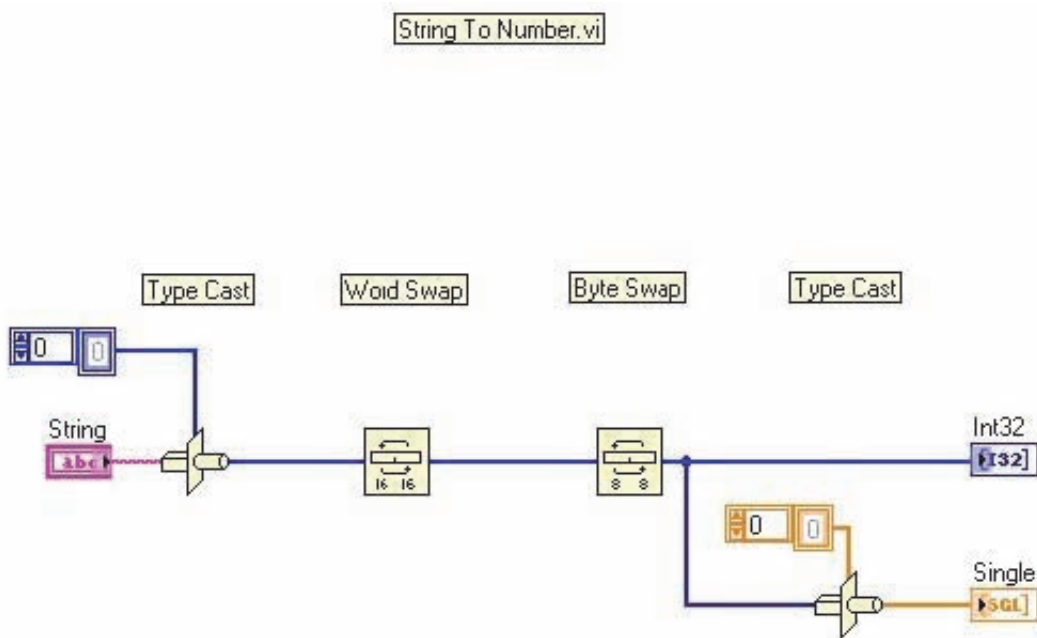 String To Number.vi
Type Cast
Word Swap
Byte Swap
Type Cast
0 0
String
abc
16 16
8 8
Int32
I32
0 0
Single
SGL